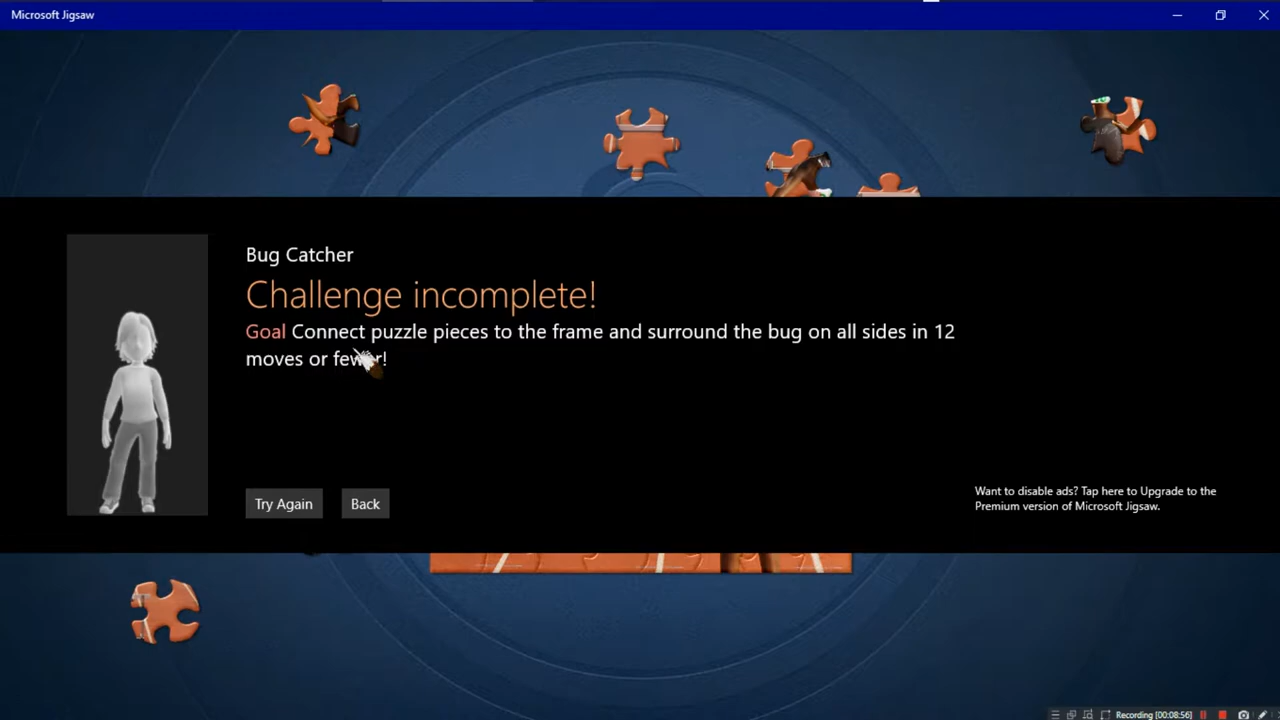 Microsoft Jigsaw
Bug Catcher
Challenge incomplete!
Goal Connect puzzle pieces to the frame and surround the bug on all sides in 12
moves or fewer!
Try Again
Back
Want to disable ads? Tap here to Upgrade to the
Premium version of Microsoft Jigsaw.
Recording [00:08:56]